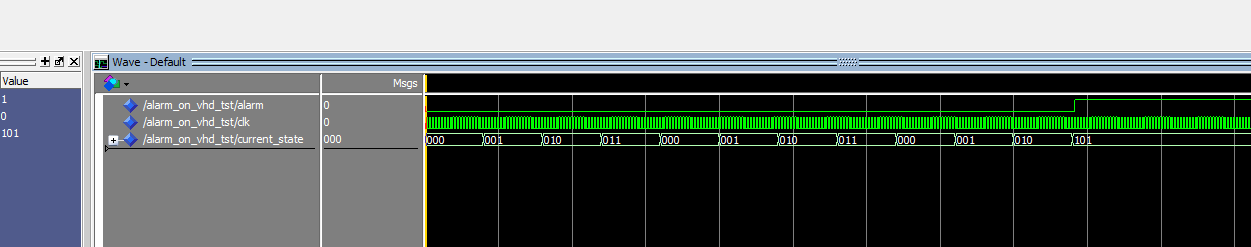 Wave - Default
Value
Msgs
1
/alarm_on_vhd_tst/alarm
0
0
/alarm_on_vhd_tst/clk
0
101
/alarm_on_vhd_tst/current_state
000
000 001 010 011 000 001 010 011 000 001 010 101